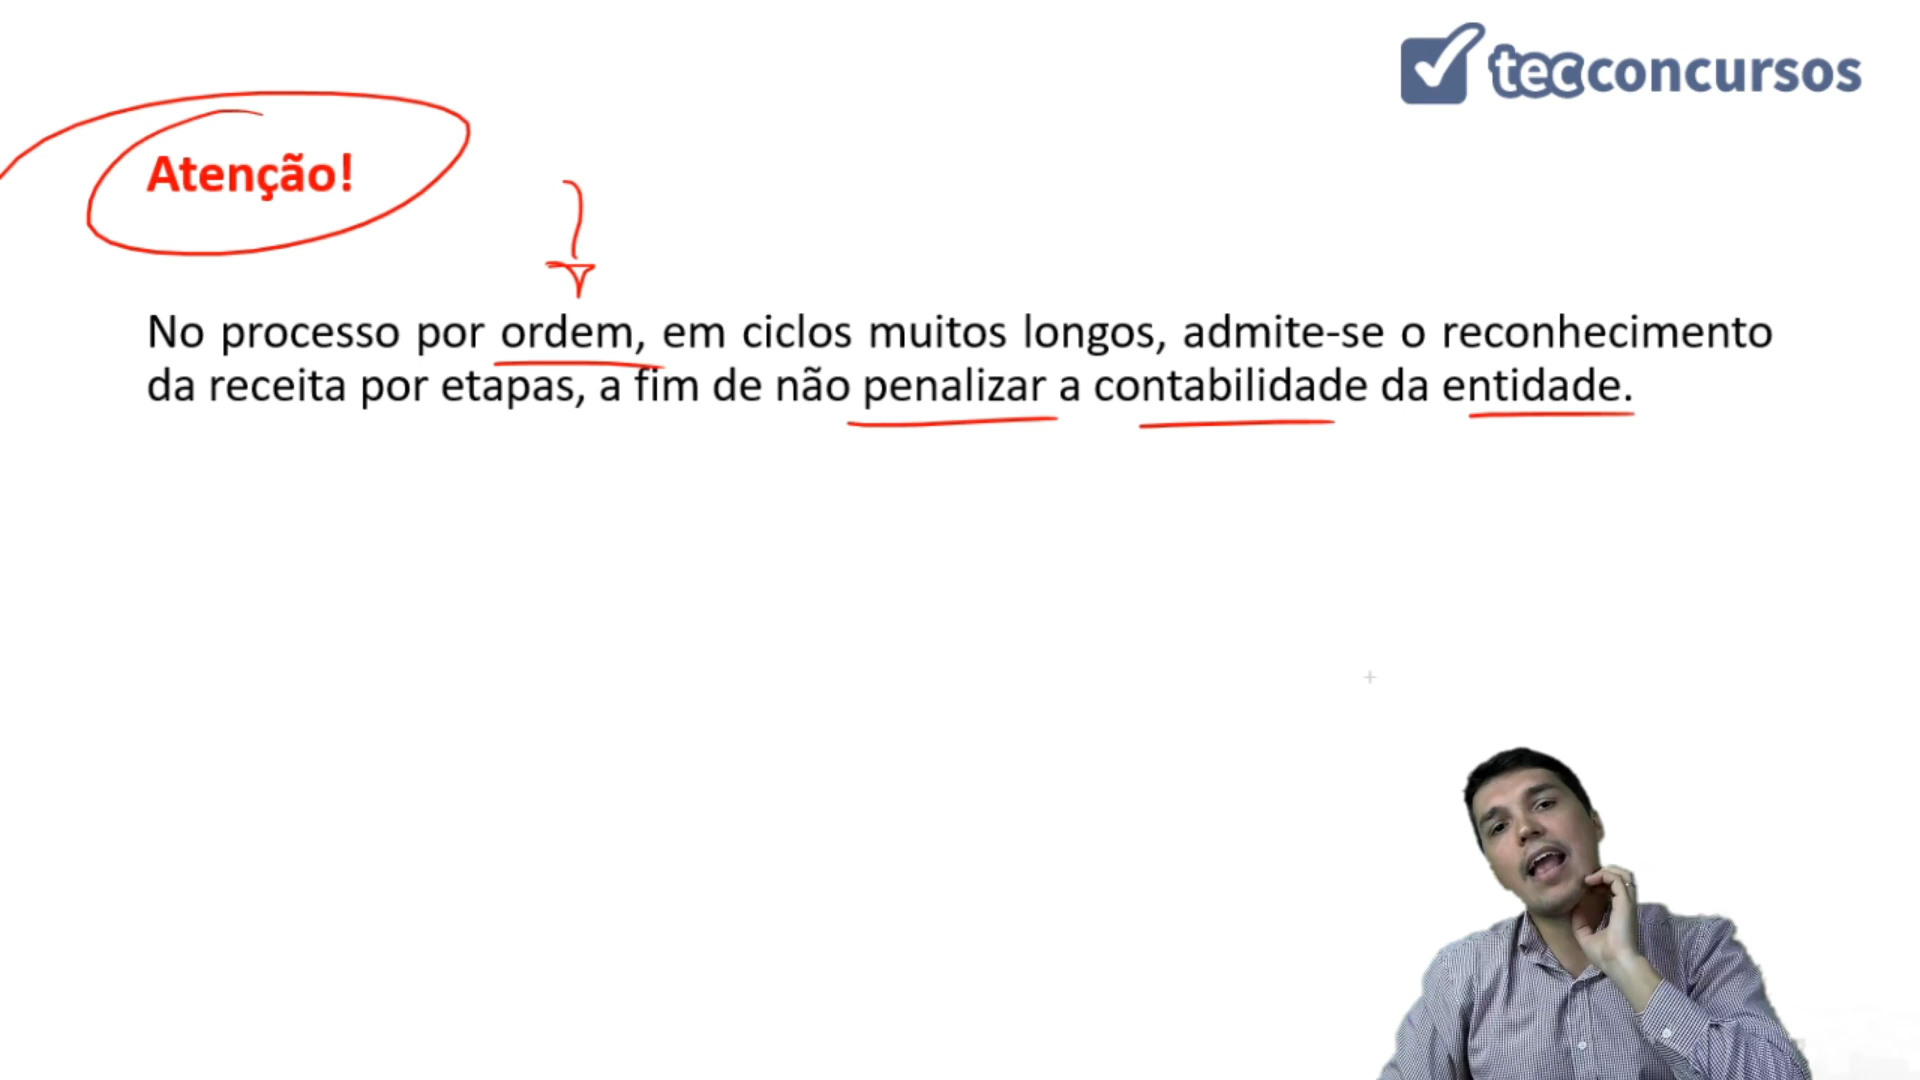 tecconcursos
Atenção!
No processo por ordem, em ciclos muitos longos, admite-se o reconhecimento
da receita por etapas, a fim de não penalizar a contabilidade da entidade.